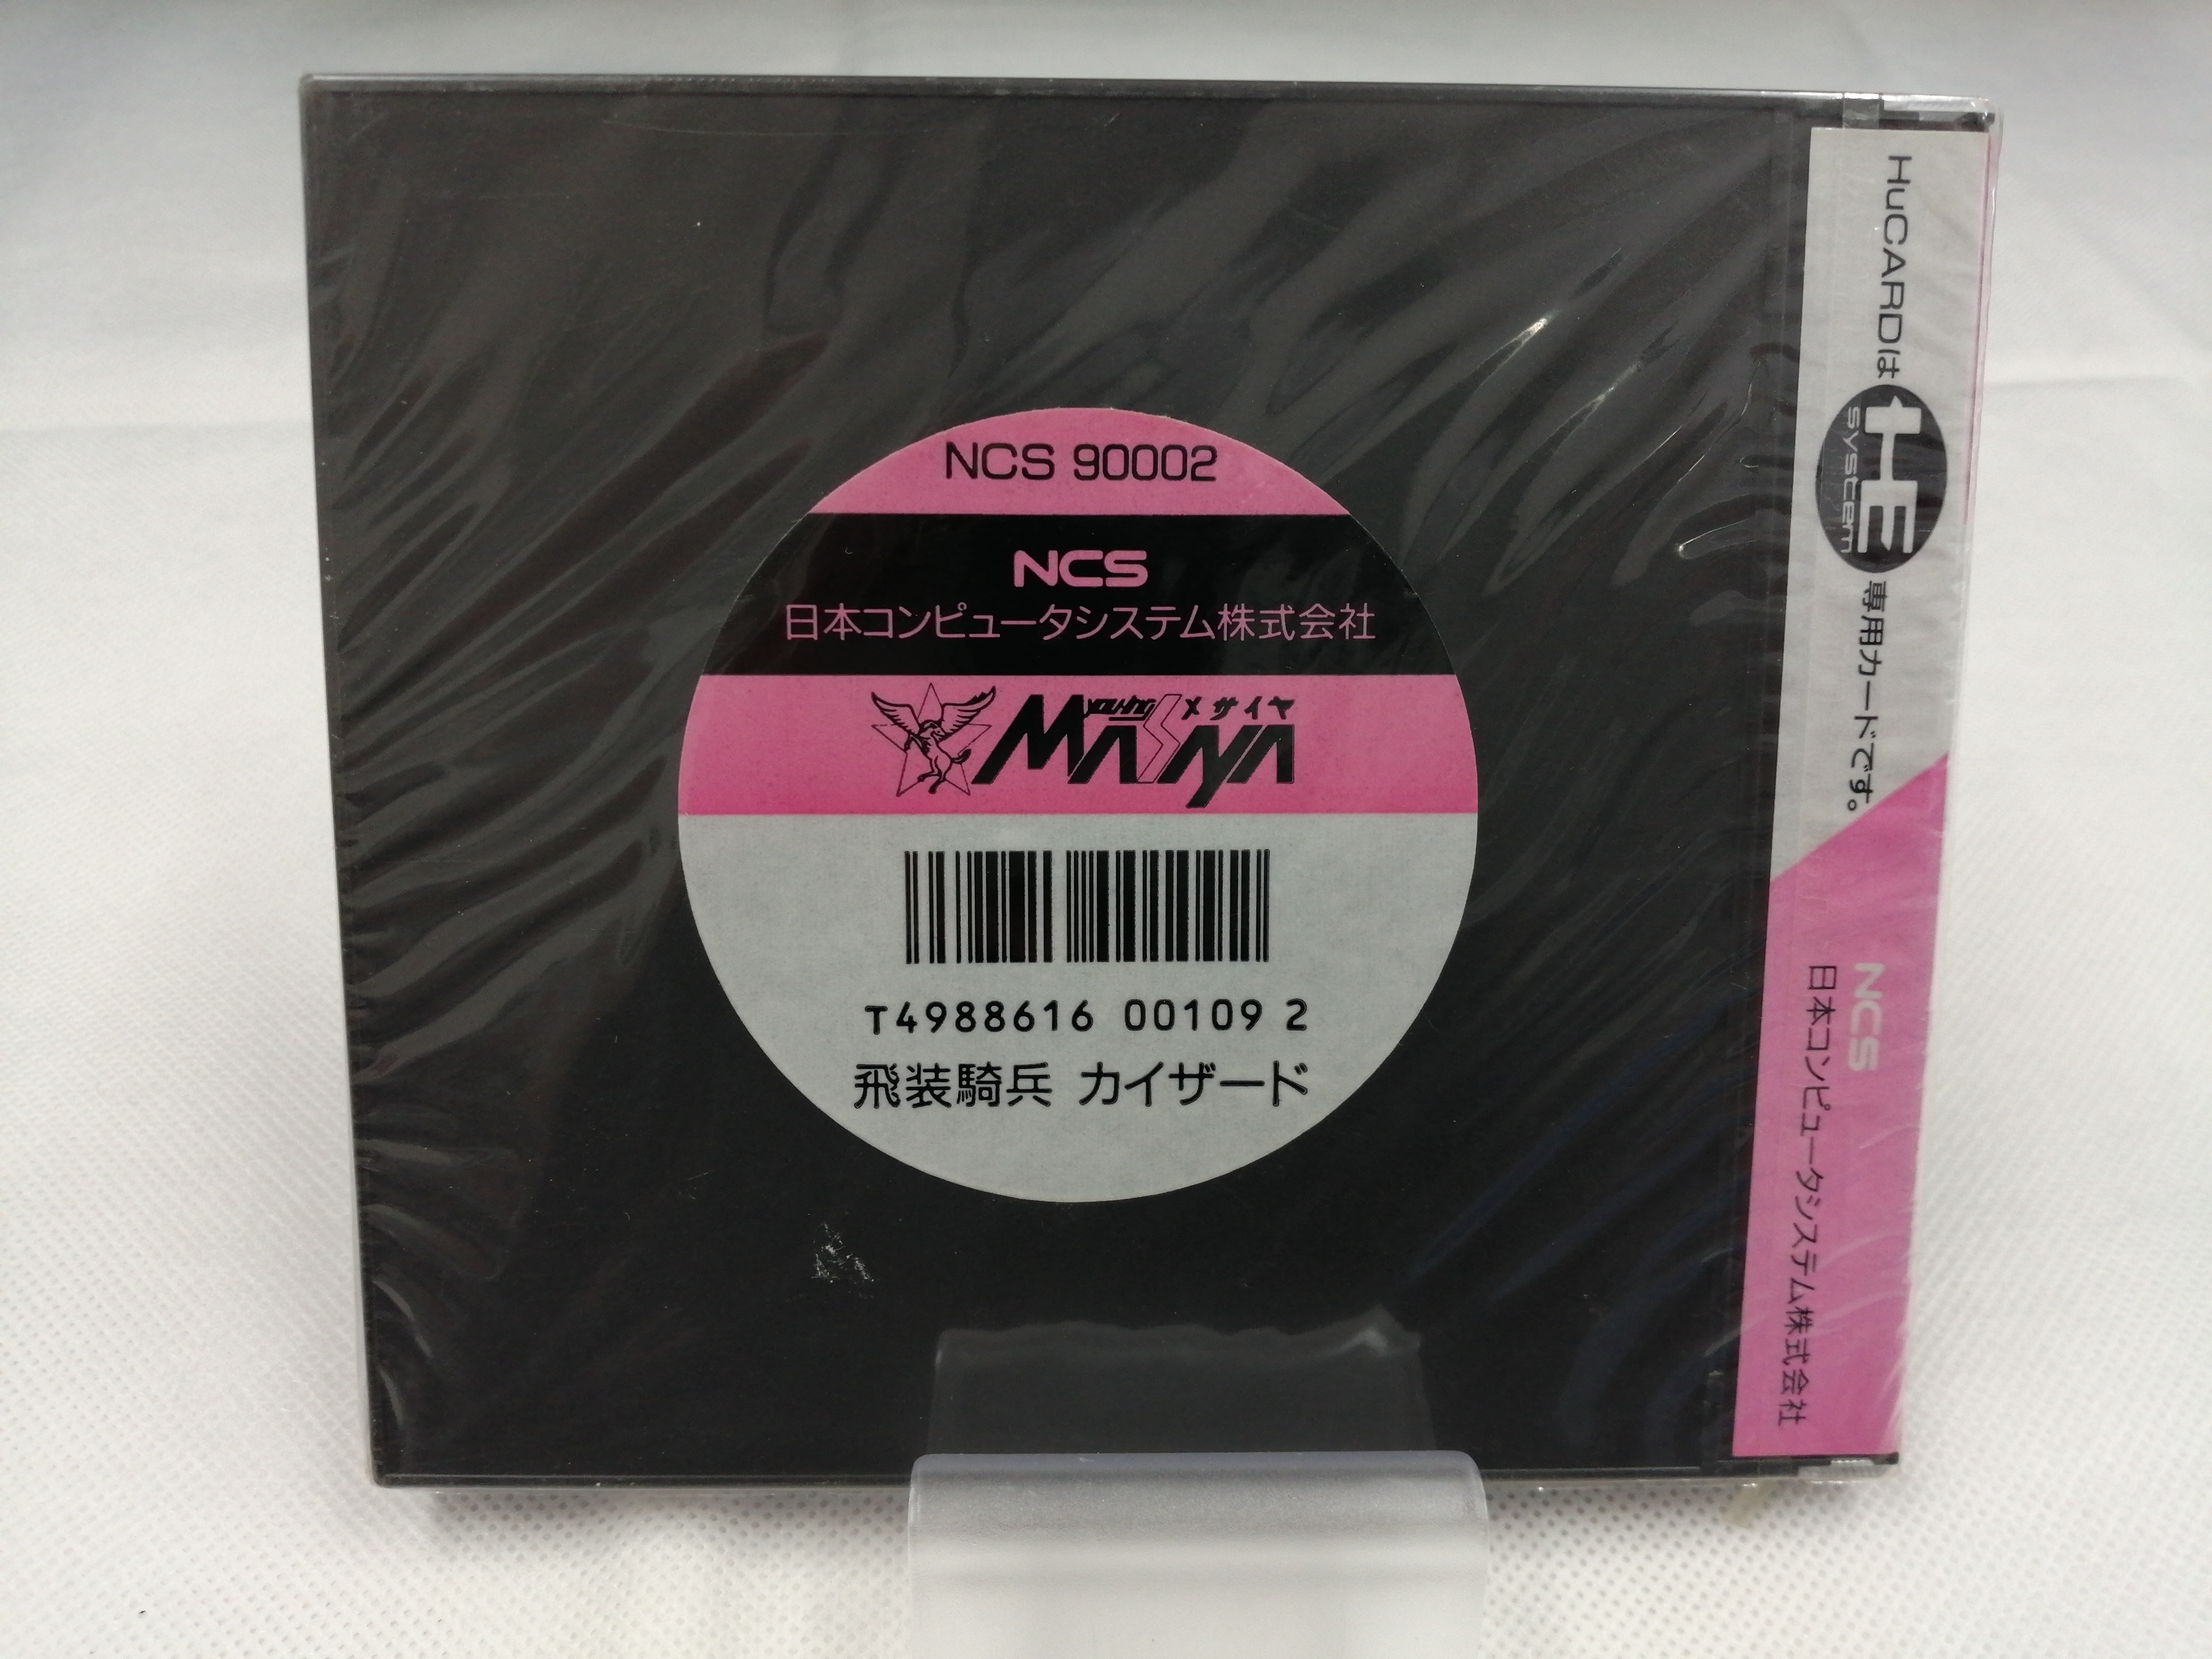 NCS 90002
NCS
日本コンピュータシステム株式会社
メサイヤ
MASAYA
T4988616 00109 2
飛装騎兵 カイザード
HuCARDは
HE
system
専用カードです。
NCS
日本コンピュータシステム株式会社